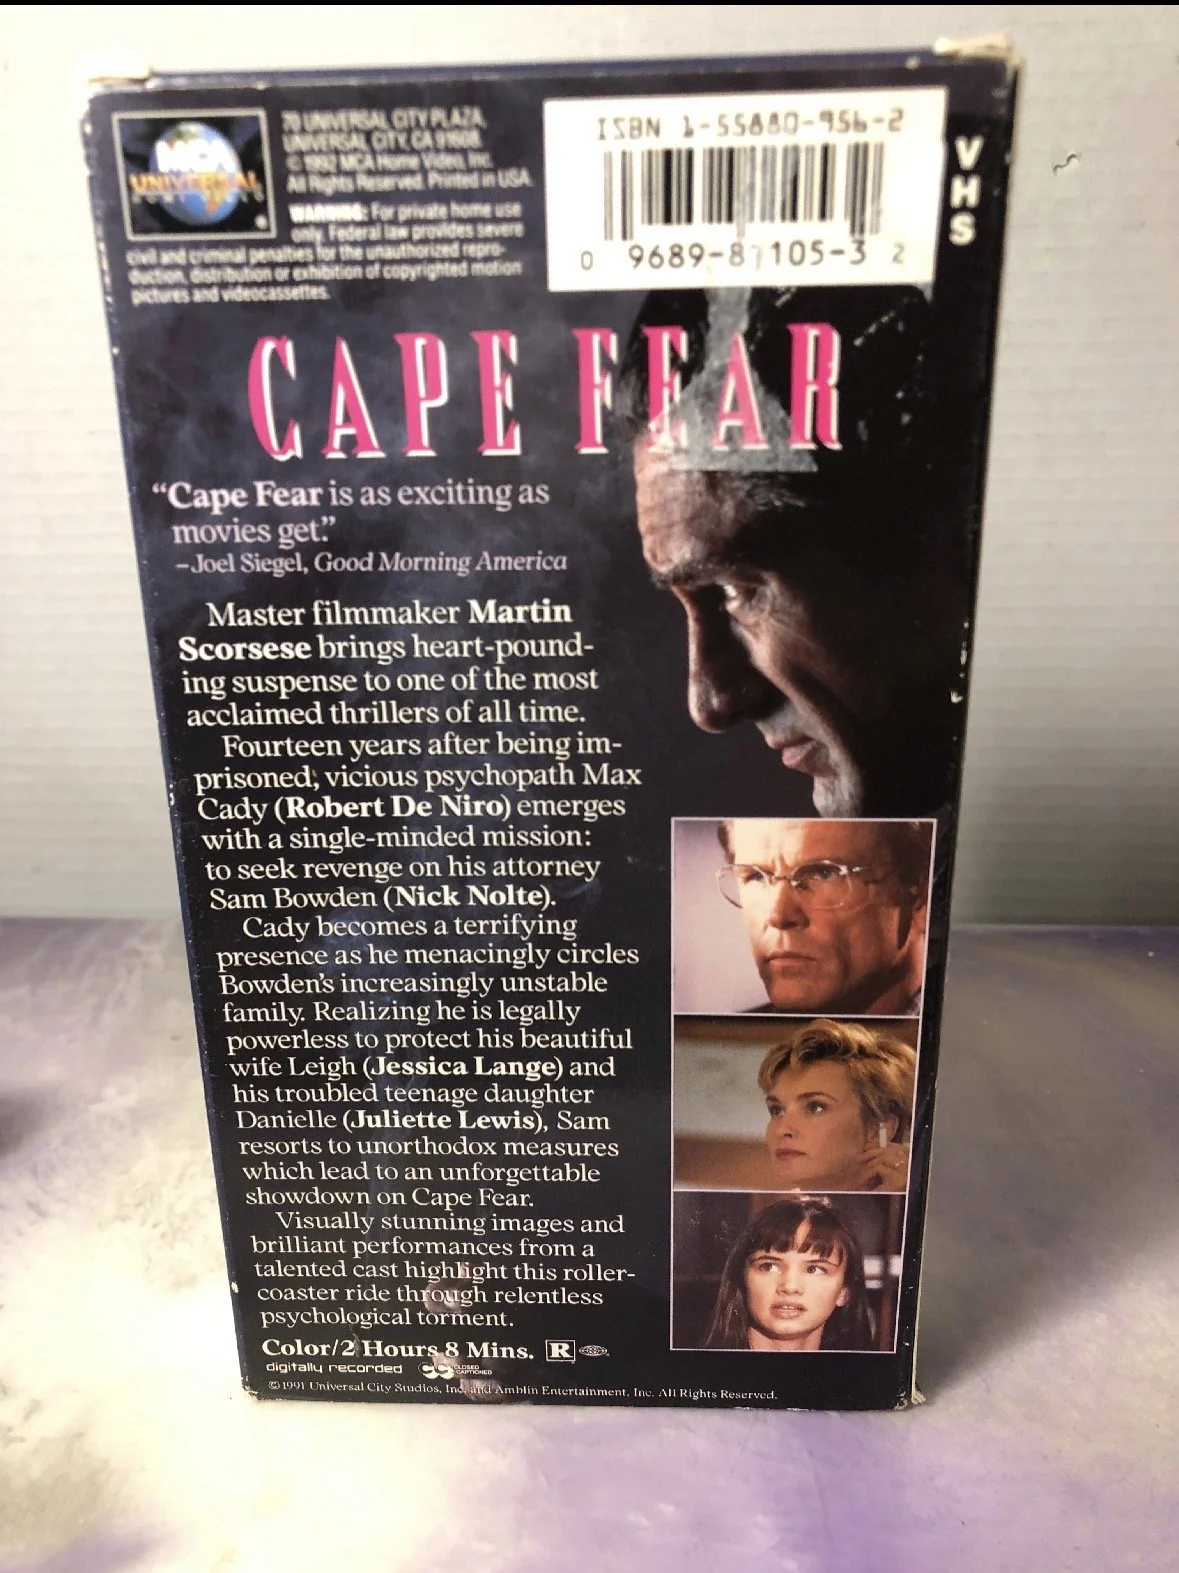 MCA
UNIVERSAL
70 UNIVERSAL CITY PLAZA,
UNIVERSAL CITY, CA 91608
© 1992 MCA Home Video, Inc.
All Rights Reserved. Printed in USA.
WARNING: For private home use
only. Federal law provides severe
civil and criminal penalties for the unauthorized repro-
duction, distribution or exhibition of copyrighted motion
pictures and videocassettes.
ISBN 1-55880-956-2
0 9689-8 105-3 2
VHS
CAPE FEAR
“Cape Fear is as exciting as
movies get.”
–Joel Siegel, Good Morning America
Master filmmaker Martin
Scorsese brings heart-pound-
ing suspense to one of the most
acclaimed thrillers of all time.
Fourteen years after being im-
prisoned, vicious psychopath Max
Cady (Robert De Niro) emerges
with a single-minded mission:
to seek revenge on his attorney
Sam Bowden (Nick Nolte).
Cady becomes a terrifying
presence as he menacingly circles
Bowden's increasingly unstable
family. Realizing he is legally
powerless to protect his beautiful
wife Leigh (Jessica Lange) and
his troubled teenage daughter
Danielle (Juliette Lewis), Sam
resorts to unorthodox measures
which lead to an unforgettable
showdown on Cape Fear.
Visually stunning images and
brilliant performances from a
talented cast highlight this roller-
coaster ride through relentless
psychological torment.
Color/2 Hours 8 Mins. R
digitally recorded CC CLOSED
CAPTIONED
©1991 Universal City Studios, Inc. and Amblin Entertainment, Inc. All Rights Reserved.